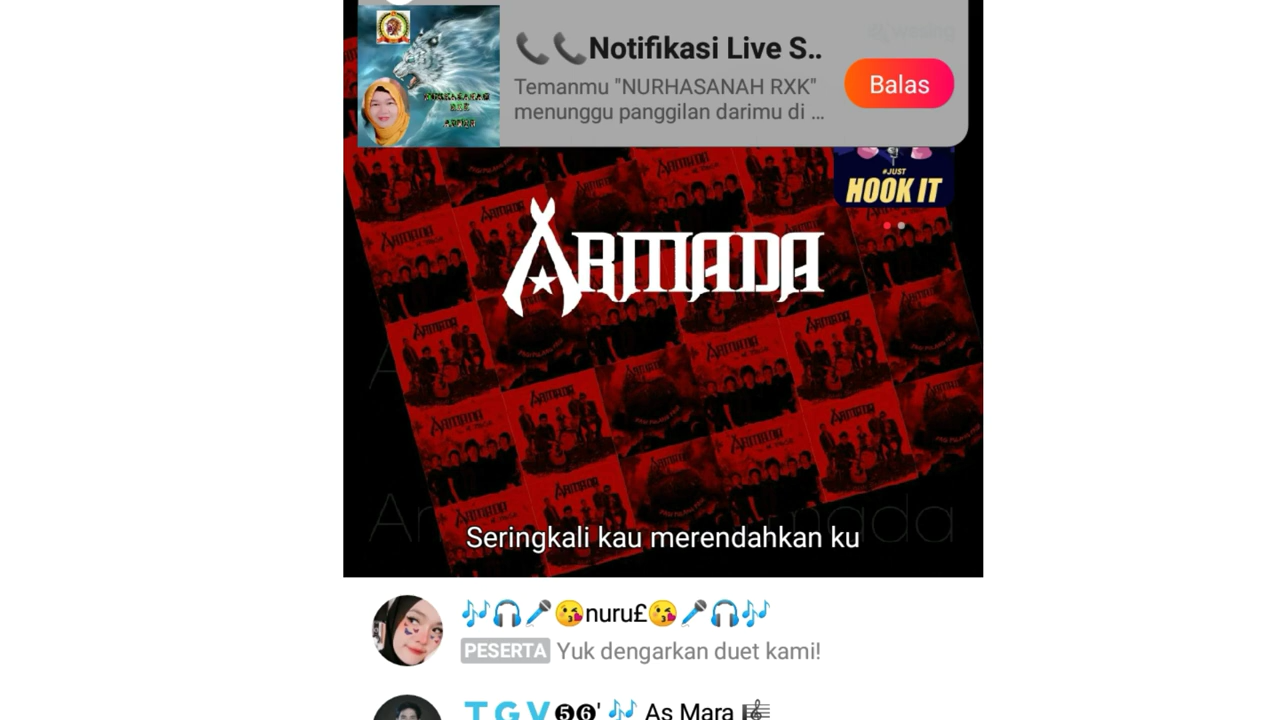 📞📞Notifikasi Live S..
Temanmu "NURHASANAH RXK"
menunggu panggilan darimu di ...
Balas
#JUST
HOOK IT
ARMADA
Seringkali kau merendahkan ku
🎶🎧🎤😘nuru£😘🎤🎧🎶
PESERTA Yuk dengarkan duet kami!
T G V❺❻' 🎶 As Mara 🎼